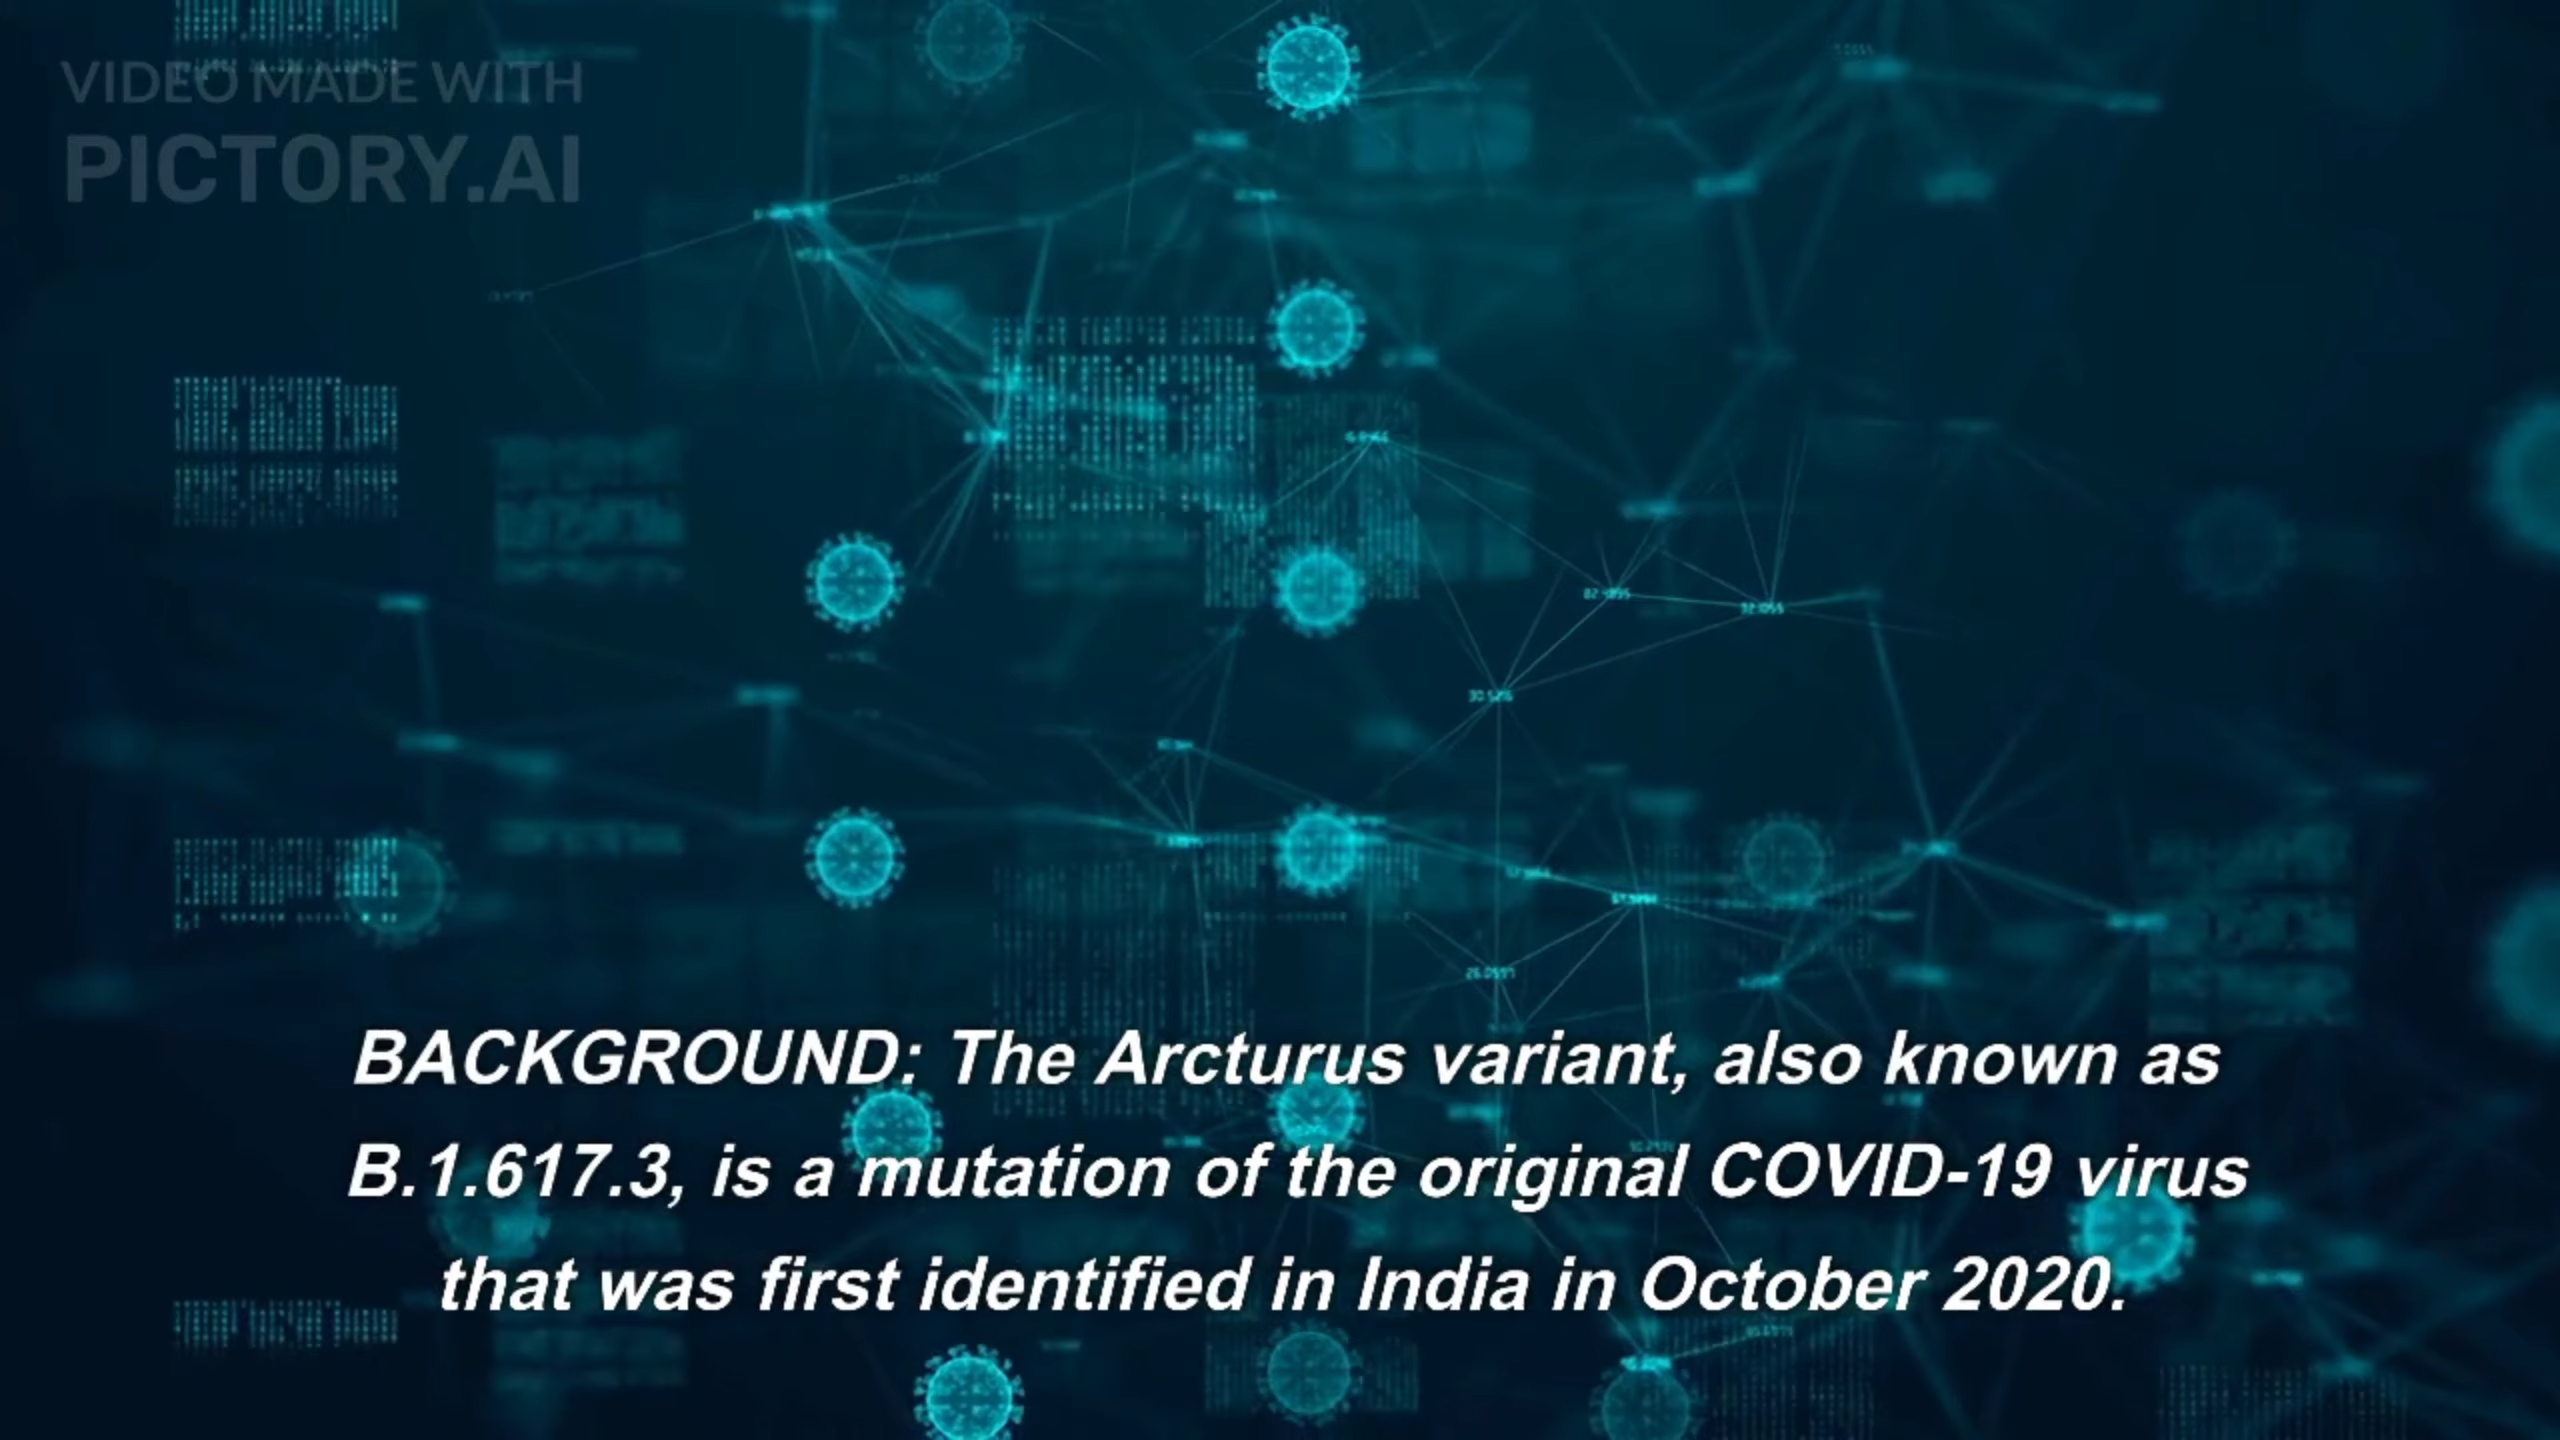 VIDEO MADE WITH
PICTORY.AI
BACKGROUND: The Arcturus variant, also known as
B.1.617.3, is a mutation of the original COVID-19 virus
that was first identified in India in October 2020.